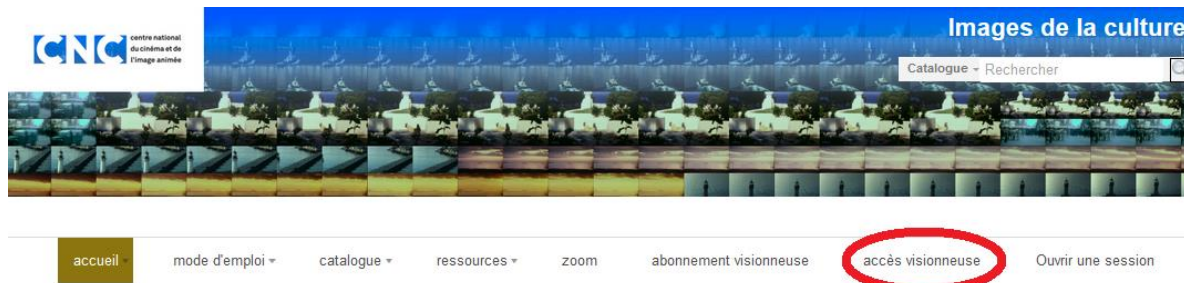 CNC
centre national
du cinéma et de
l'image animée
Images de la culture
Catalogue Rechercher
accueil mode d'emploi catalogue ressources zoom abonnement visionneuse accès visionneuse Ouvrir une session